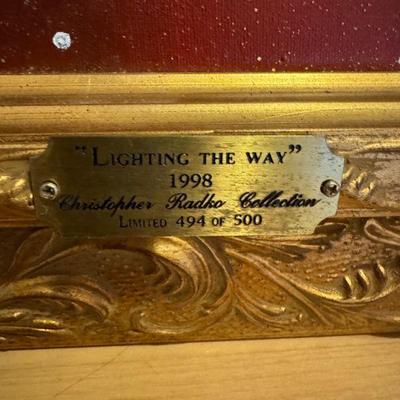 "LIGHTING THE WAY"
1998
Christopher Radko Collection
LIMITED 494 OF 500